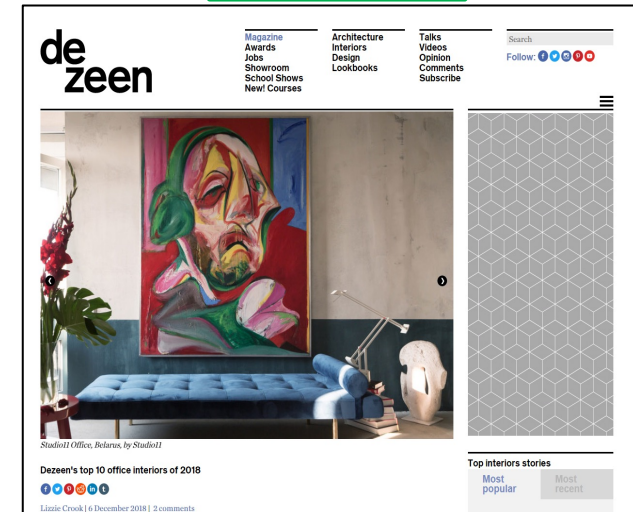 de
zeen
Magazine
Awards
Jobs
Showroom
School Shows
New! Courses
Architecture
Interiors
Design
Lookbooks
Talks
Videos
Opinion
Comments
Subscribe
Search
Follow:
Studio11 Office, Belarus, by Studio11
Dezeen's top 10 office interiors of 2018
Lizzie Crook | 6 December 2018 | 2 comments
Top interiors stories
Most
popular
Most
recent